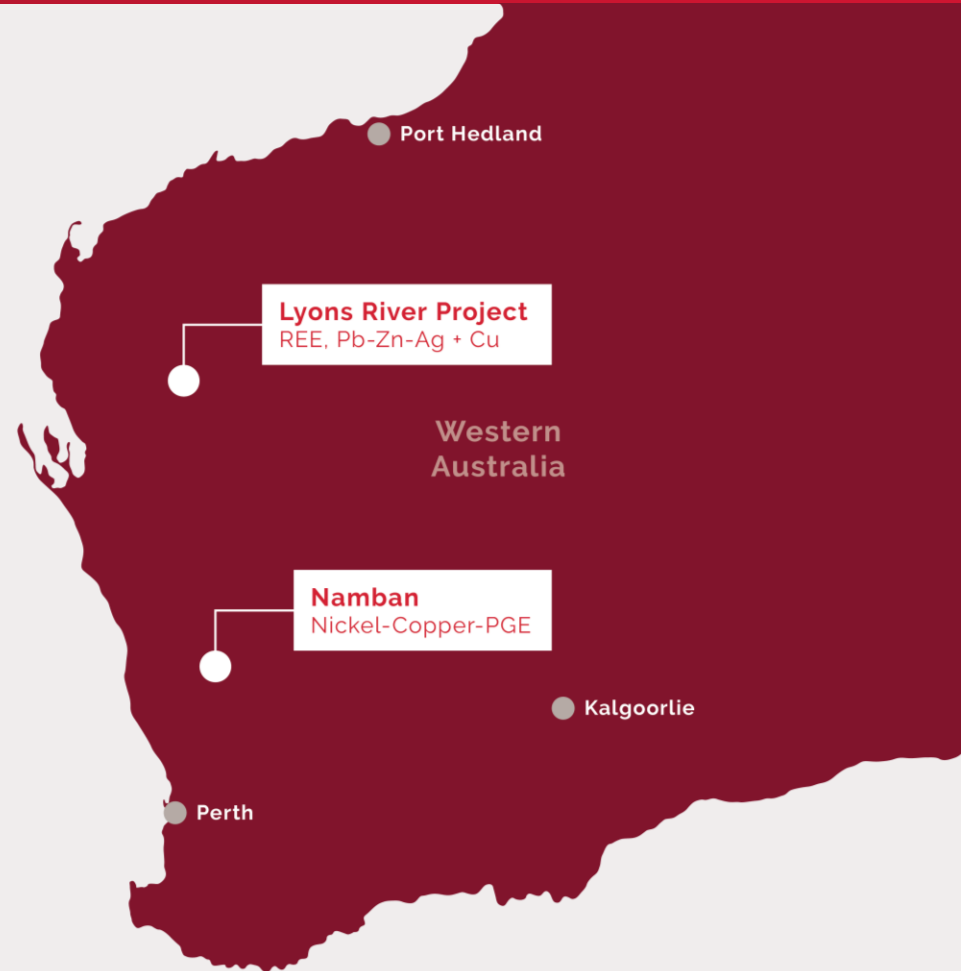 Port Hedland
Lyons River Project
REE, Pb-Zn-Ag + Cu
Western
Australia
Namban
Nickel-Copper-PGE
Kalgoorlie
Perth